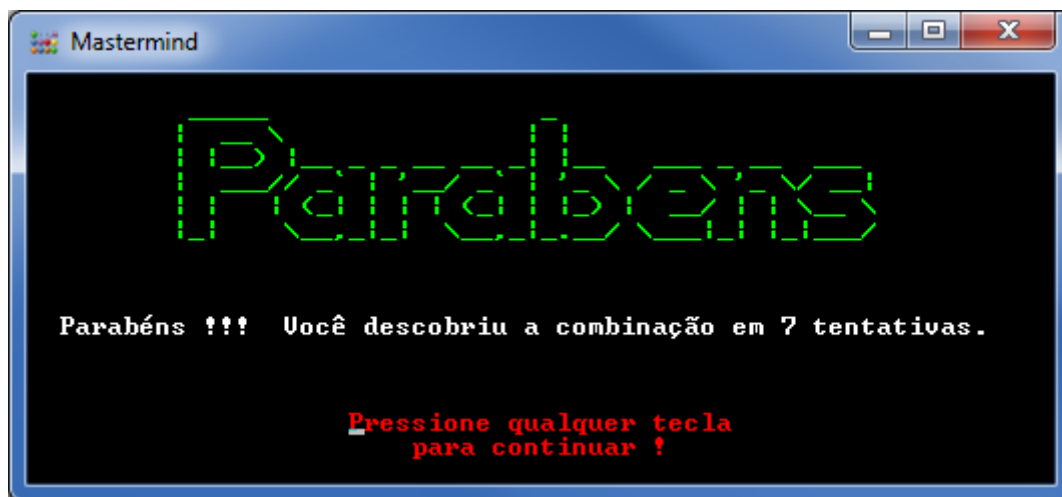 Mastermind
Parabens
Parabéns !!!  Você descobriu a combinação em 7 tentativas.
Pressione qualquer tecla
para continuar !